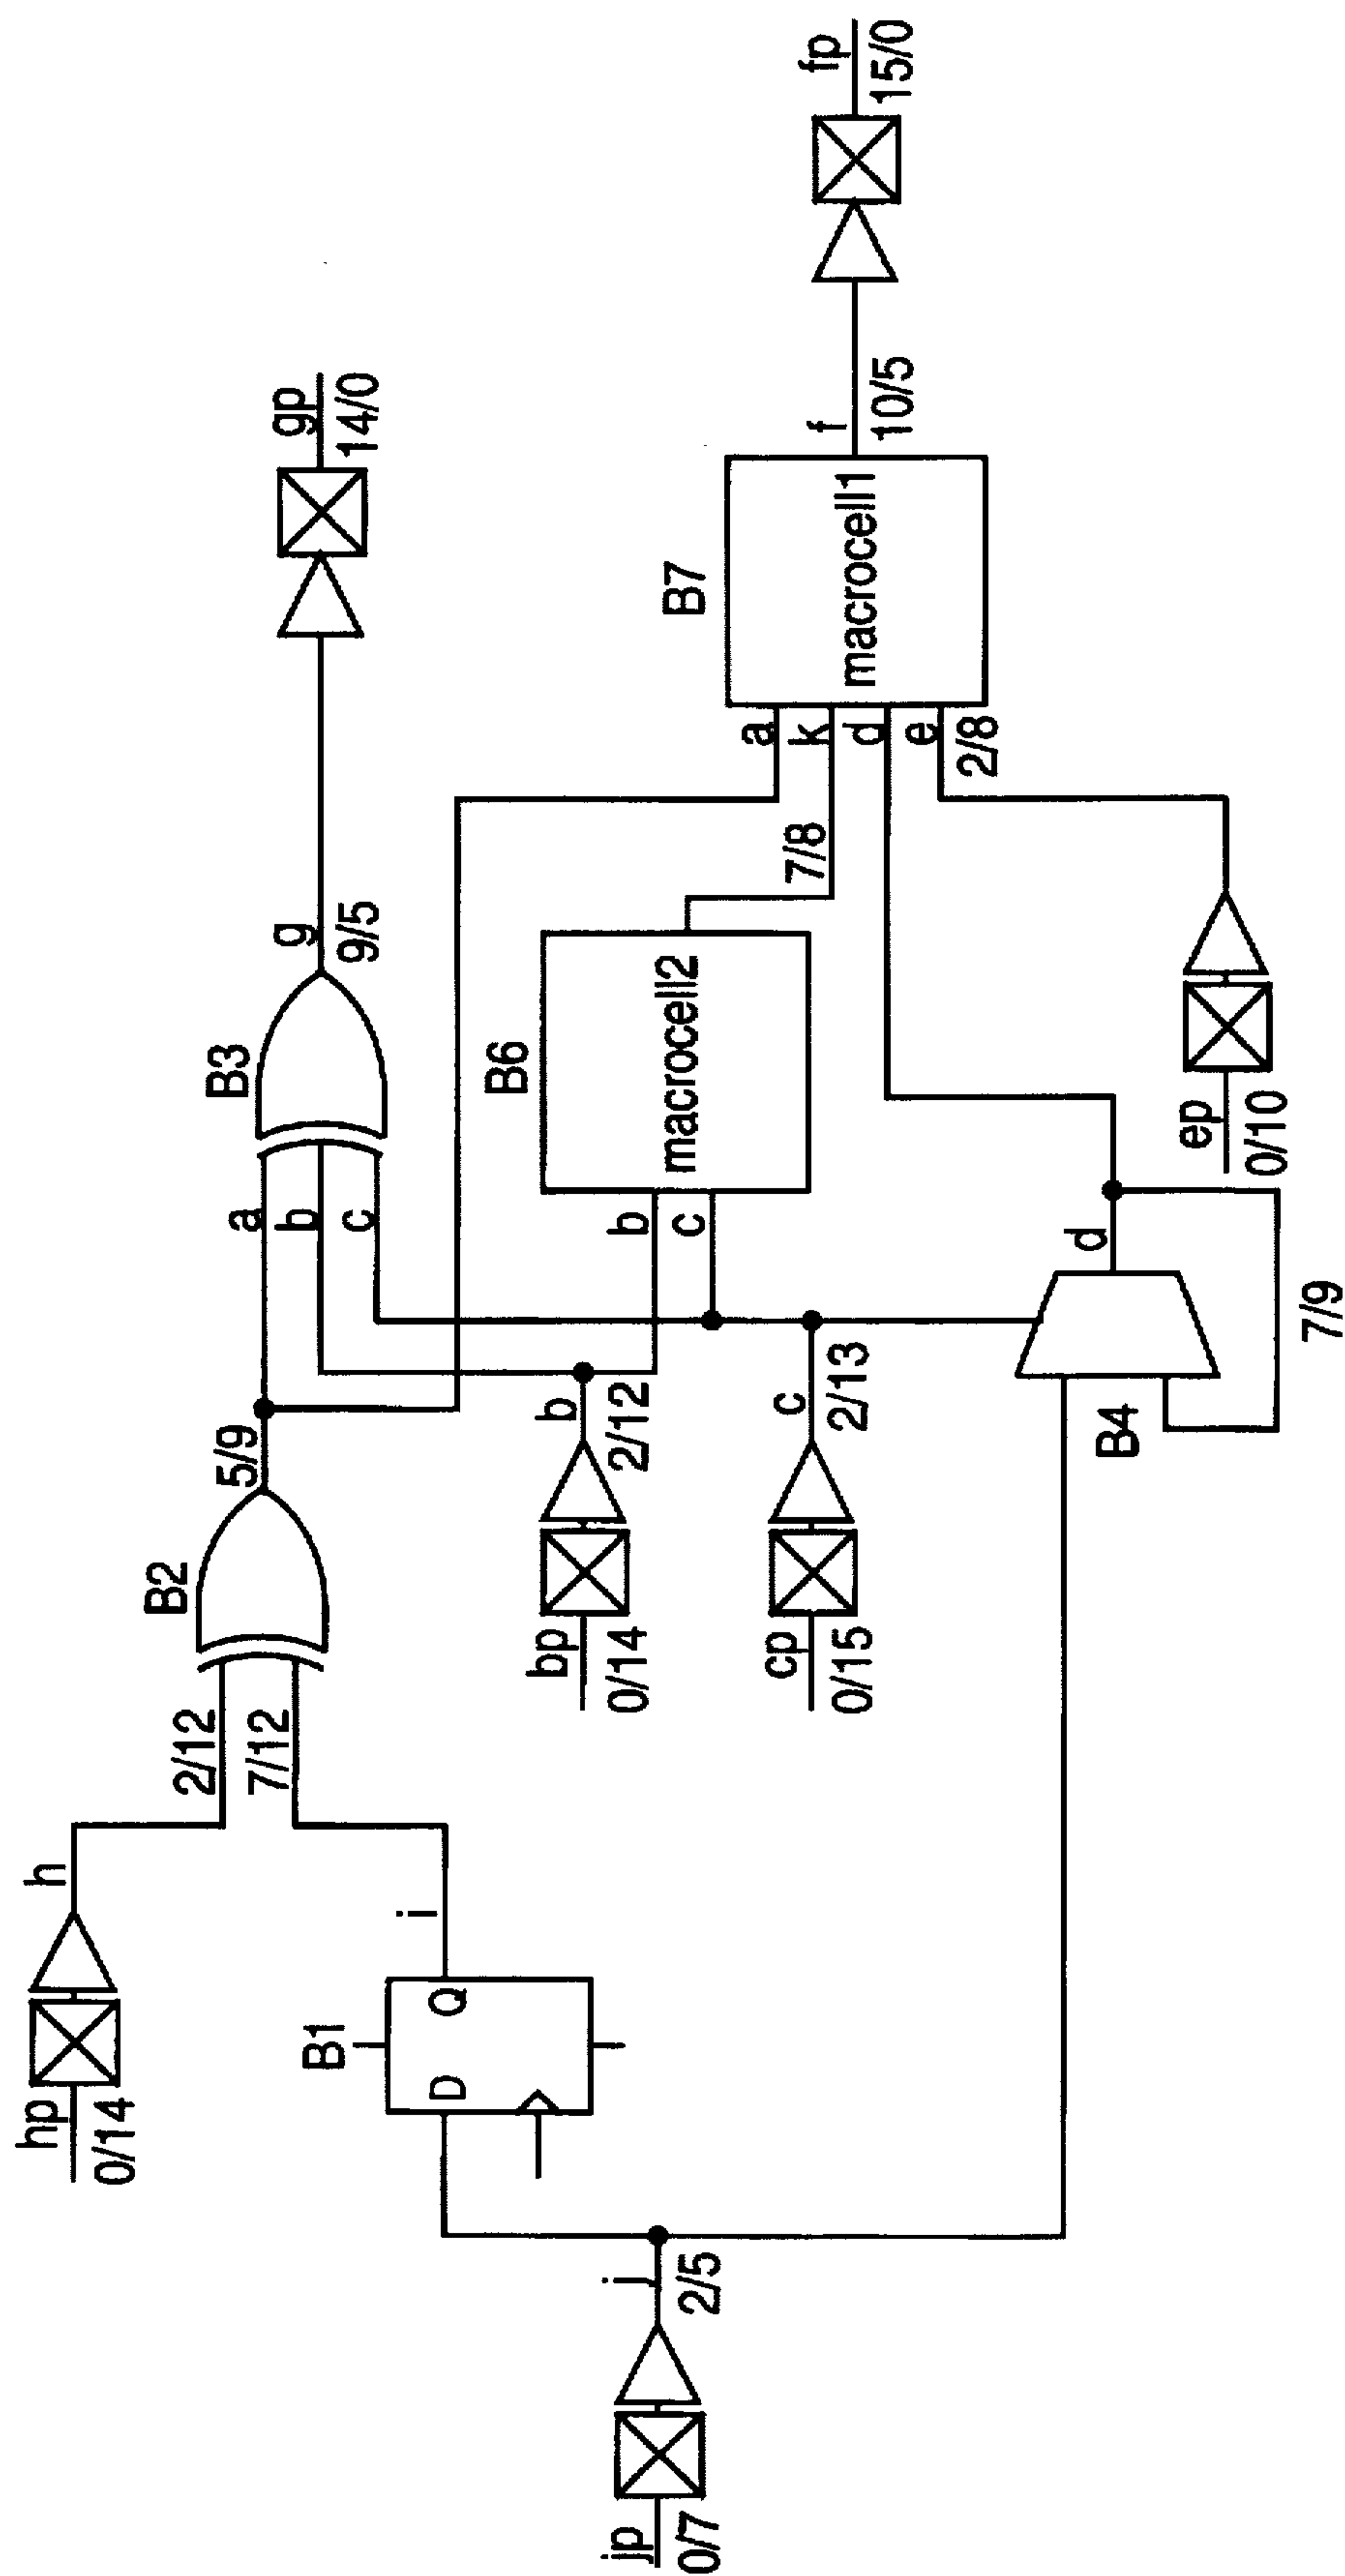 hp
0/14
h
jp
0/7
j
2/5
B1
D
Q
i
2/12
7/12
B2
5/9
bp
0/14
b
2/12
cp
0/15
c
2/13
a
b
c
B3
g
9/5
gp
14/0
b
c
B6
macrocell2
7/8
B4
d
7/9
ep
0/10
a
k
d
e
2/8
B7
macrocell1
f
10/5
fp
15/0